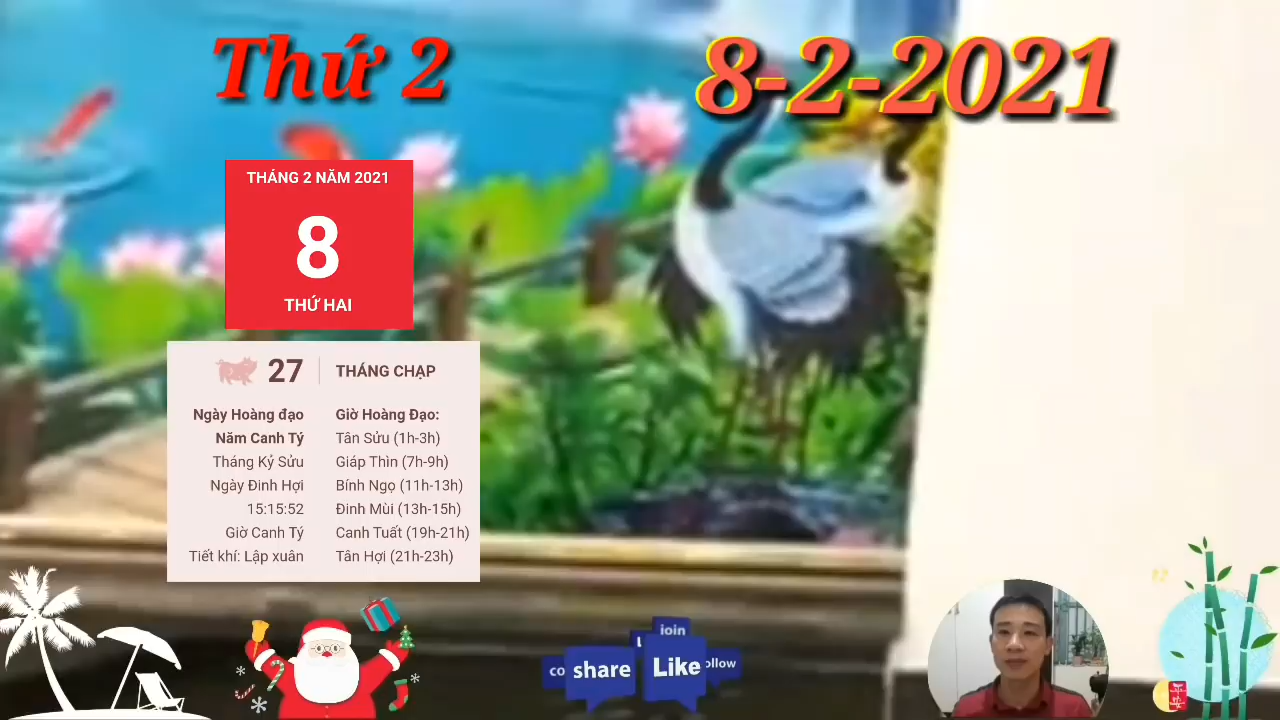 Thứ 2
8-2-2021
THÁNG 2 NĂM 2021
8
THỨ HAI
27
THÁNG CHẠP
Ngày Hoàng đạo
Năm Canh Tý
Tháng Kỷ Sửu
Ngày Đinh Hợi
15:15:52
Giờ Canh Tý
Tiết khí: Lập xuân
Giờ Hoàng Đạo:
Tân Sửu (1h-3h)
Giáp Thìn (7h-9h)
Bính Ngọ (11h-13h)
Đinh Mùi (13h-15h)
Canh Tuất (19h-21h)
Tân Hợi (21h-23h)
join
co share Like ollow